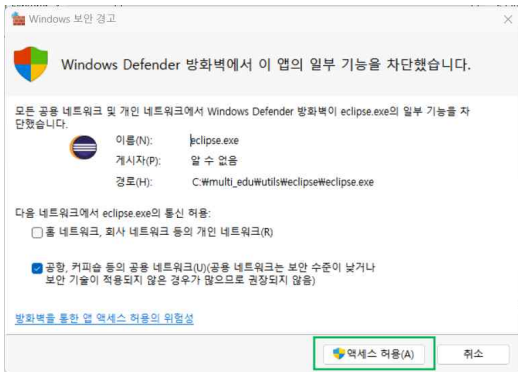 Windows 보안 경고
Windows Defender 방화벽에서 이 앱의 일부 기능을 차단했습니다.
모든 공용 네트워크 및 개인 네트워크에서 Windows Defender 방화벽이 eclipse.exe의 일부 기능을 차
단했습니다.
이름(N): eclipse.exe
게시자(P): 알 수 없음
경로(H): C:₩multi_edu₩utils₩eclipse₩eclipse.exe
다음 네트워크에서 eclipse.exe의 통신 허용:
홈 네트워크, 회사 네트워크 등의 개인 네트워크(R)
공항, 커피숍 등의 공용 네트워크(U)(공용 네트워크는 보안 수준이 낮거나
보안 기술이 적용되지 않은 경우가 많으므로 권장되지 않음)
방화벽을 통한 앱 액세스 허용의 위험성
액세스 허용(A) 취소